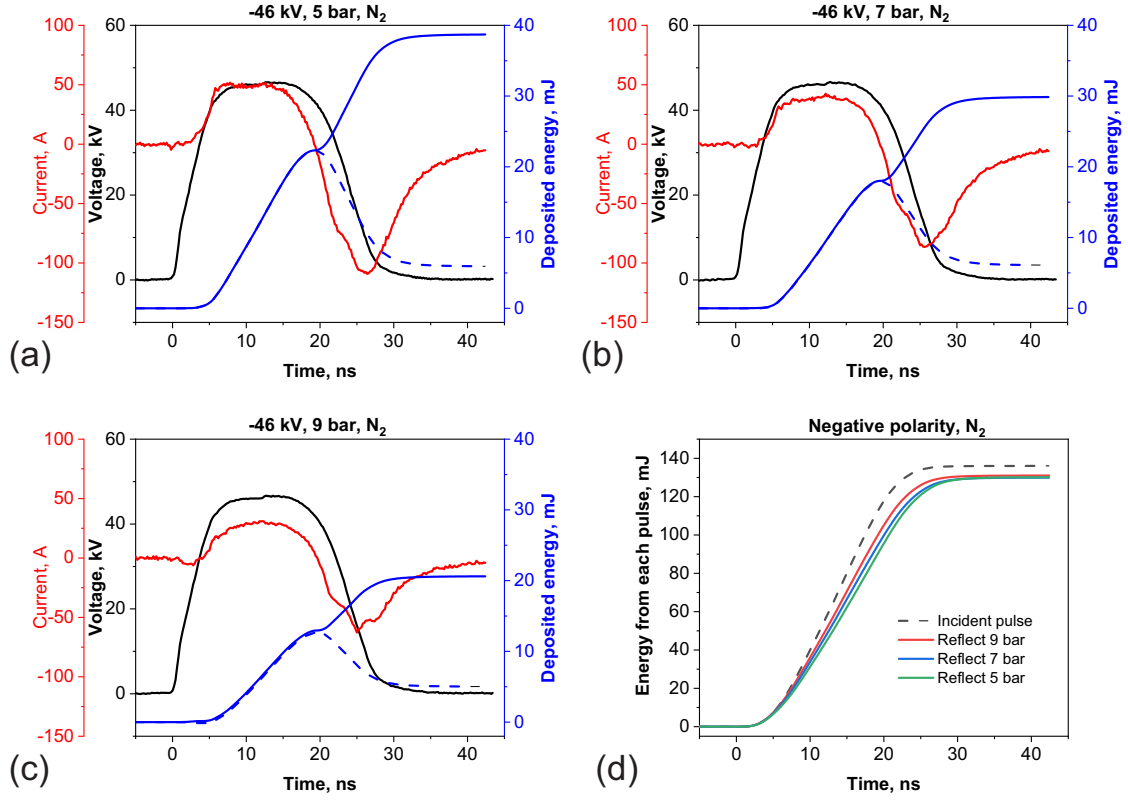 -46 kV, 5 bar, N₂
100
50
0
-50
-100
-150
Current, A
60
40
20
0
Voltage, kV
40
30
20
10
0
Deposited energy, mJ
0 10 20 30 40
Time, ns
(a)
-46 kV, 7 bar, N₂
100
50
0
-50
-100
-150
Current, A
60
40
20
0
Voltage, kV
40
30
20
10
0
Deposited energy, mJ
0 10 20 30 40
Time, ns
(b)
-46 kV, 9 bar, N₂
100
50
0
-50
-100
-150
Current, A
60
40
20
0
Voltage, kV
40
30
20
10
0
Deposited energy, mJ
0 10 20 30 40
Time, ns
(c)
Negative polarity, N₂
140
120
100
80
60
40
20
0
Energy from each pulse, mJ
Incident pulse
Reflect 9 bar
Reflect 7 bar
Reflect 5 bar
0 10 20 30 40
Time, ns
(d)